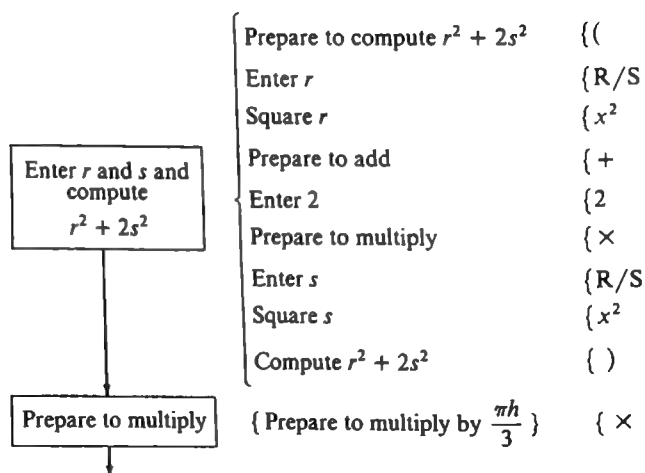 Prepare to compute r² + 2s² {(
Enter r {R/S
Square r {x²
Prepare to add {+
Enter 2 {2
Prepare to multiply {×
Enter s {R/S
Square s {x²
Compute r² + 2s² { )
Enter r and s and
compute
r² + 2s²
Prepare to multiply { Prepare to multiply by πh/3 } { ×